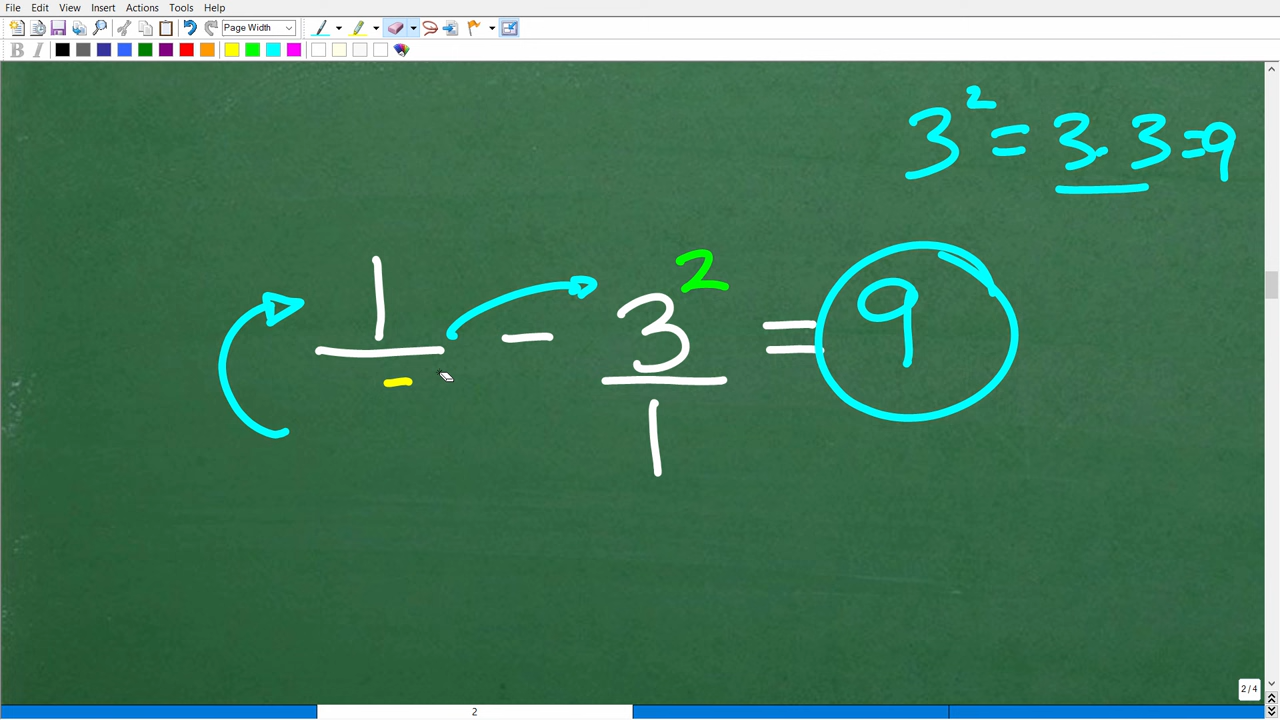 File Edit View Insert Actions Tools Help
Page Width
B I
3² = 3 · 3 = 9
1/- - 3²/1 = 9
2/4
2